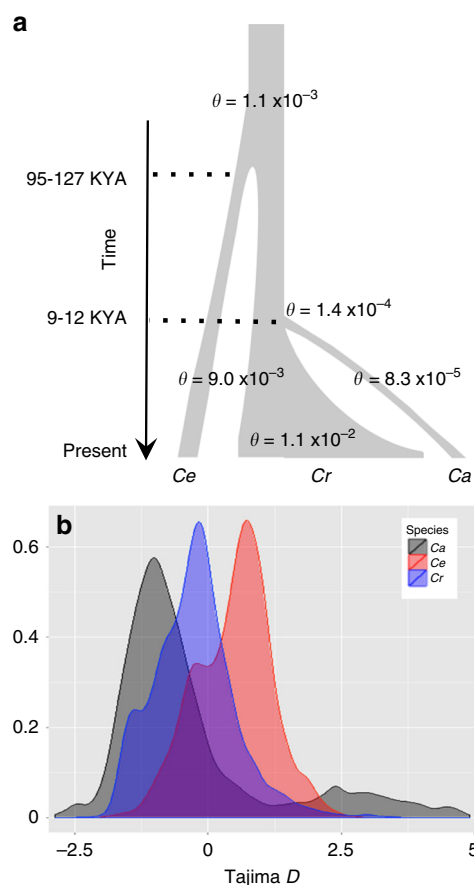 a
θ = 1.1 x10–3
95-127 KYA
Time
9-12 KYA
θ = 1.4 x10–4
θ = 9.0 x10–3
θ = 8.3 x10–5
Present
θ = 1.1 x10–2
Ce
Cr
Ca
b
Species
Ca
Ce
Cr
0.6
0.4
0.2
0
–2.5
0
2.5
5
Tajima D